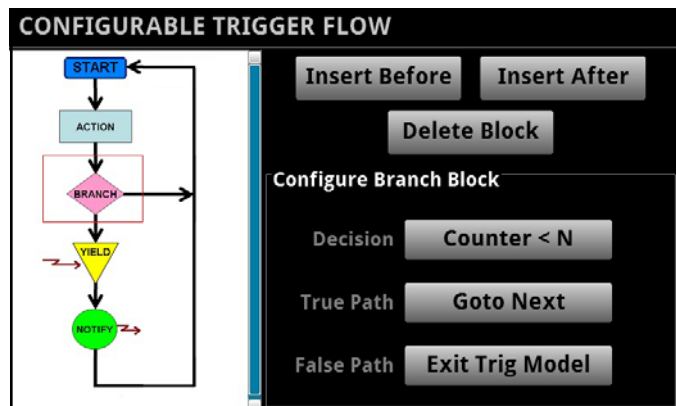 CONFIGURABLE TRIGGER FLOW
START
ACTION
BRANCH
YIELD
NOTIFY
Insert Before
Insert After
Delete Block
Configure Branch Block
Decision Counter < N
True Path Goto Next
False Path Exit Trig Model